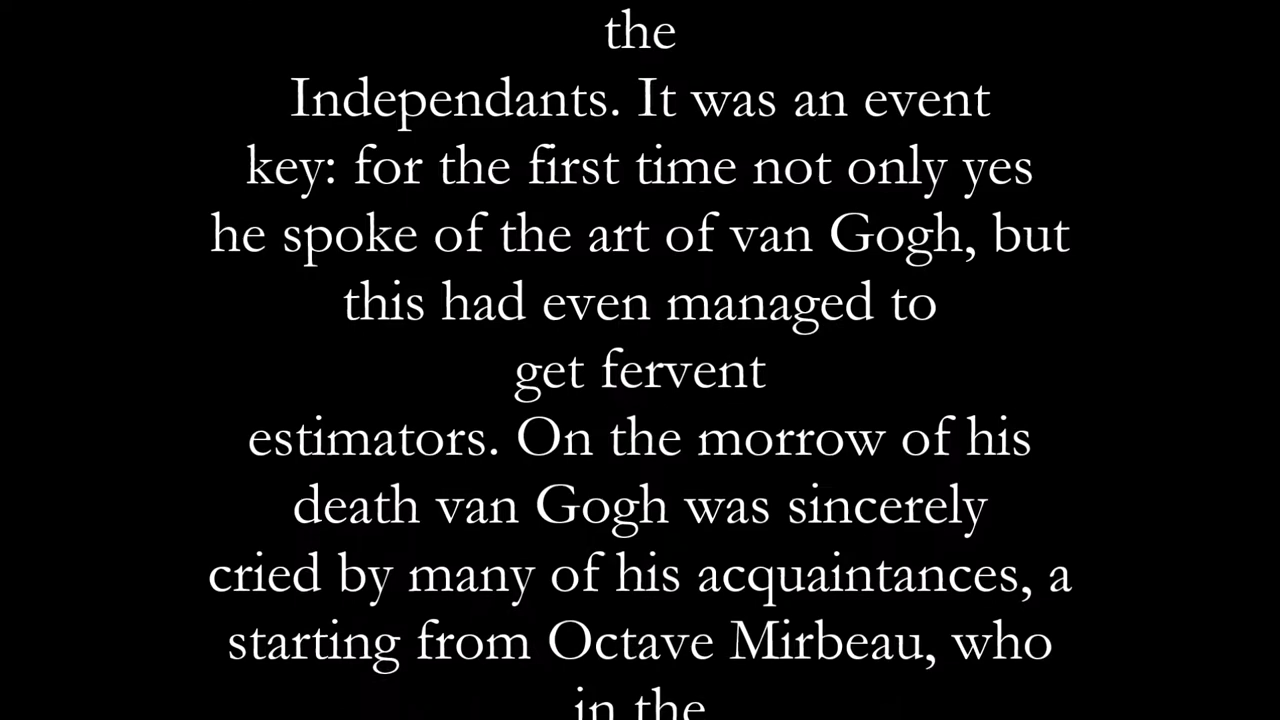 the
Independants. It was an event
key: for the first time not only yes
he spoke of the art of van Gogh, but
this had even managed to
get fervent
estimators. On the morrow of his
death van Gogh was sincerely
cried by many of his acquaintances, a
starting from Octave Mirbeau, who
in the